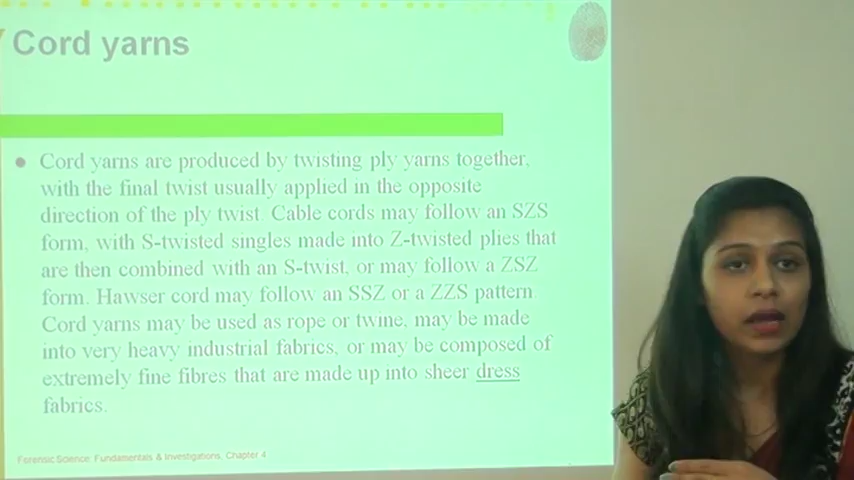 Cord yarns
Cord yarns are produced by twisting ply yarns together,
with the final twist usually applied in the opposite
direction of the ply twist. Cable cords may follow an SZS
form, with S-twisted singles made into Z-twisted plies that
are then combined with an S-twist, or may follow a ZSZ
form. Hawser cord may follow an SSZ or a ZZS pattern.
Cord yarns may be used as rope or twine, may be made
into very heavy industrial fabrics, or may be composed of
extremely fine fibres that are made up into sheer dress
fabrics.
Forensic Science: Fundamentals & Investigations, Chapter 4